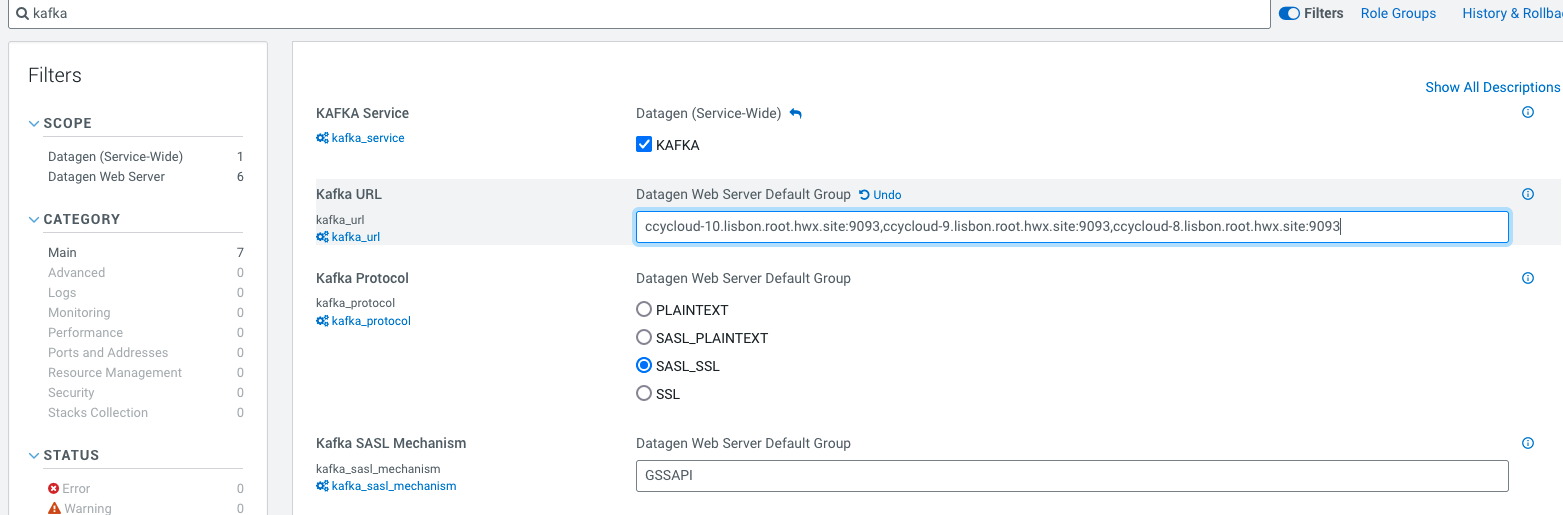 kafka
Filters
Role Groups
History & Rollba
Filters
SCOPE
Datagen (Service-Wide) 1
Datagen Web Server 6
CATEGORY
Main 7
Advanced 0
Logs 0
Monitoring 0
Performance 0
Ports and Addresses 0
Resource Management 0
Security 0
Stacks Collection 0
STATUS
Error 0
Warning 0
Show All Descriptions
KAFKA Service
kafka_service
Datagen (Service-Wide)
KAFKA
Kafka URL
kafka_url
kafka_url
Datagen Web Server Default Group Undo
ccycloud-10.lisbon.root.hwx.site:9093,ccycloud-9.lisbon.root.hwx.site:9093,ccycloud-8.lisbon.root.hwx.site:9093
Kafka Protocol
kafka_protocol
kafka_protocol
Datagen Web Server Default Group
PLAINTEXT
SASL_PLAINTEXT
SASL_SSL
SSL
Kafka SASL Mechanism
kafka_sasl_mechanism
kafka_sasl_mechanism
Datagen Web Server Default Group
GSSAPI